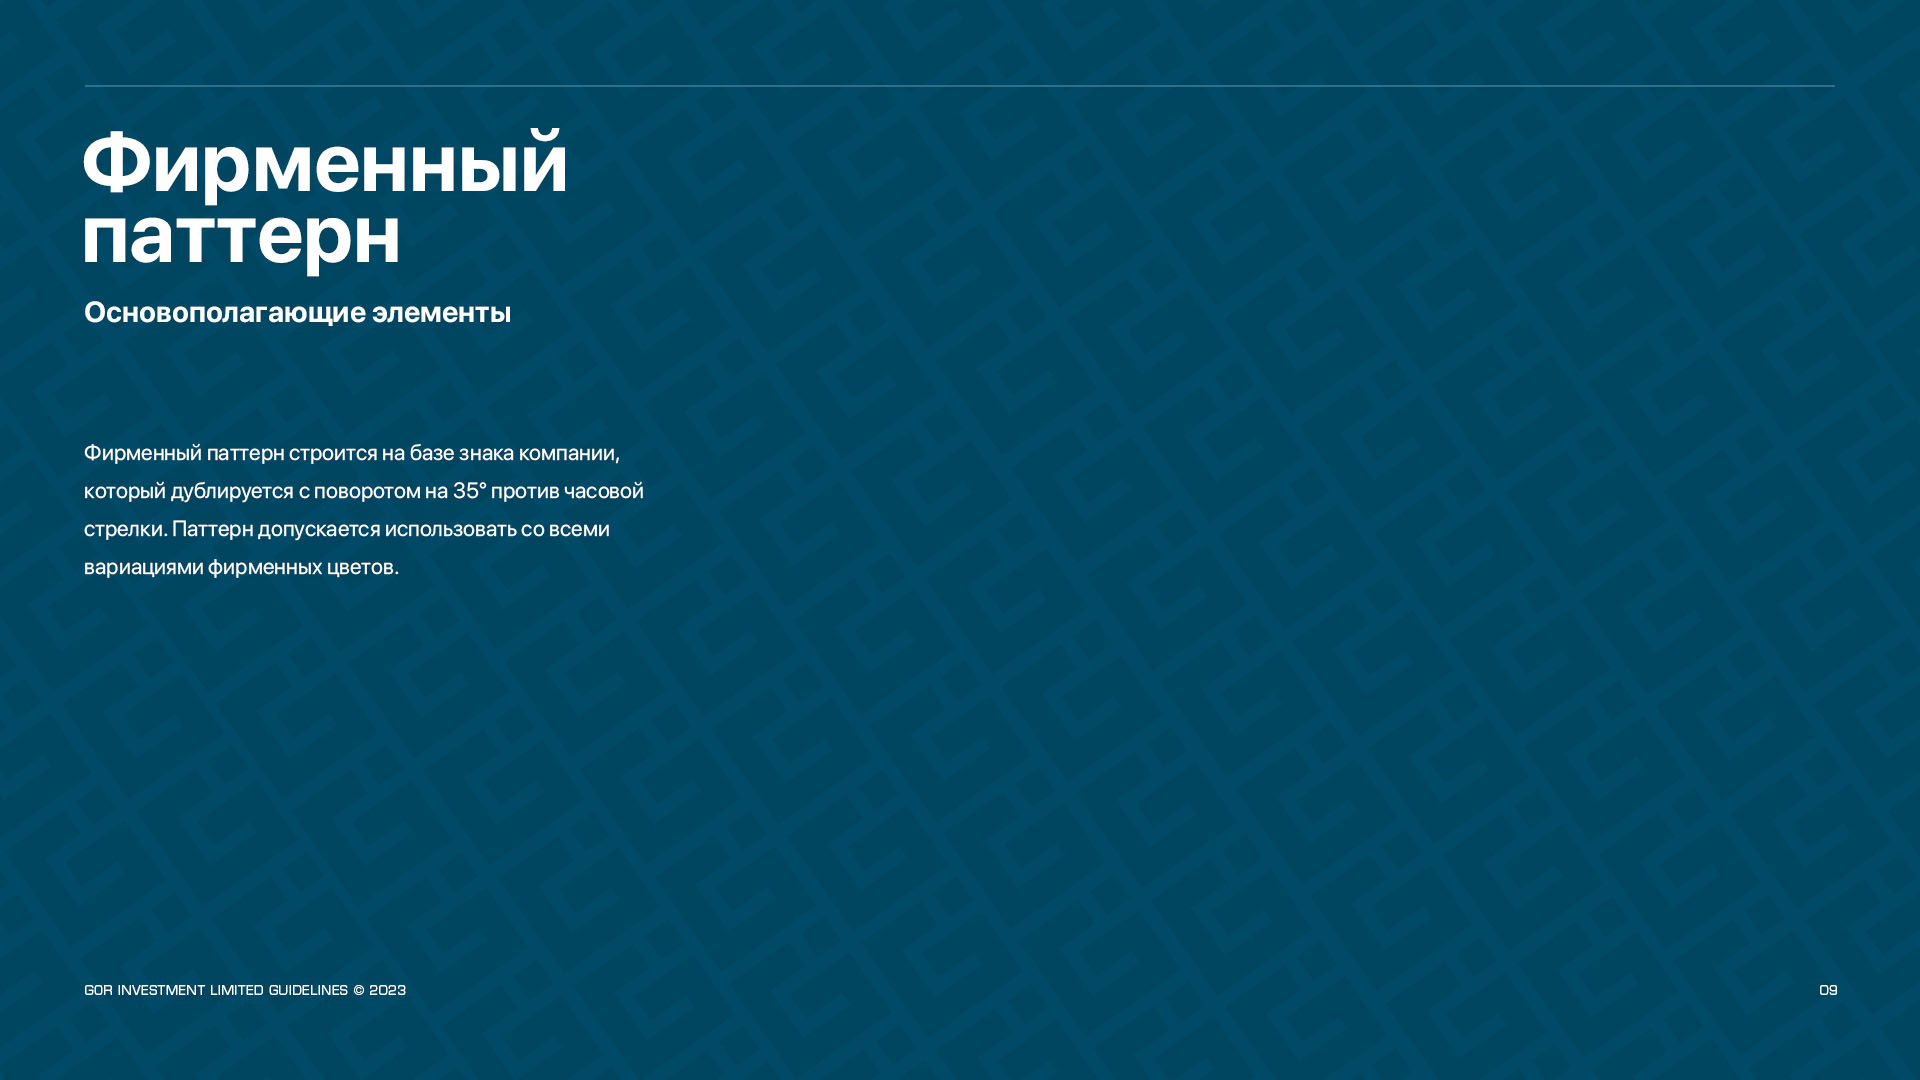 Фирменный
паттерн
Основополагающие элементы
Фирменный паттерн строится на базе знака компании,
который дублируется с поворотом на 35° против часовой
стрелки. Паттерн допускается использовать со всеми
вариациями фирменных цветов.
GOR INVESTMENT LIMITED GUIDELINES © 2023
09